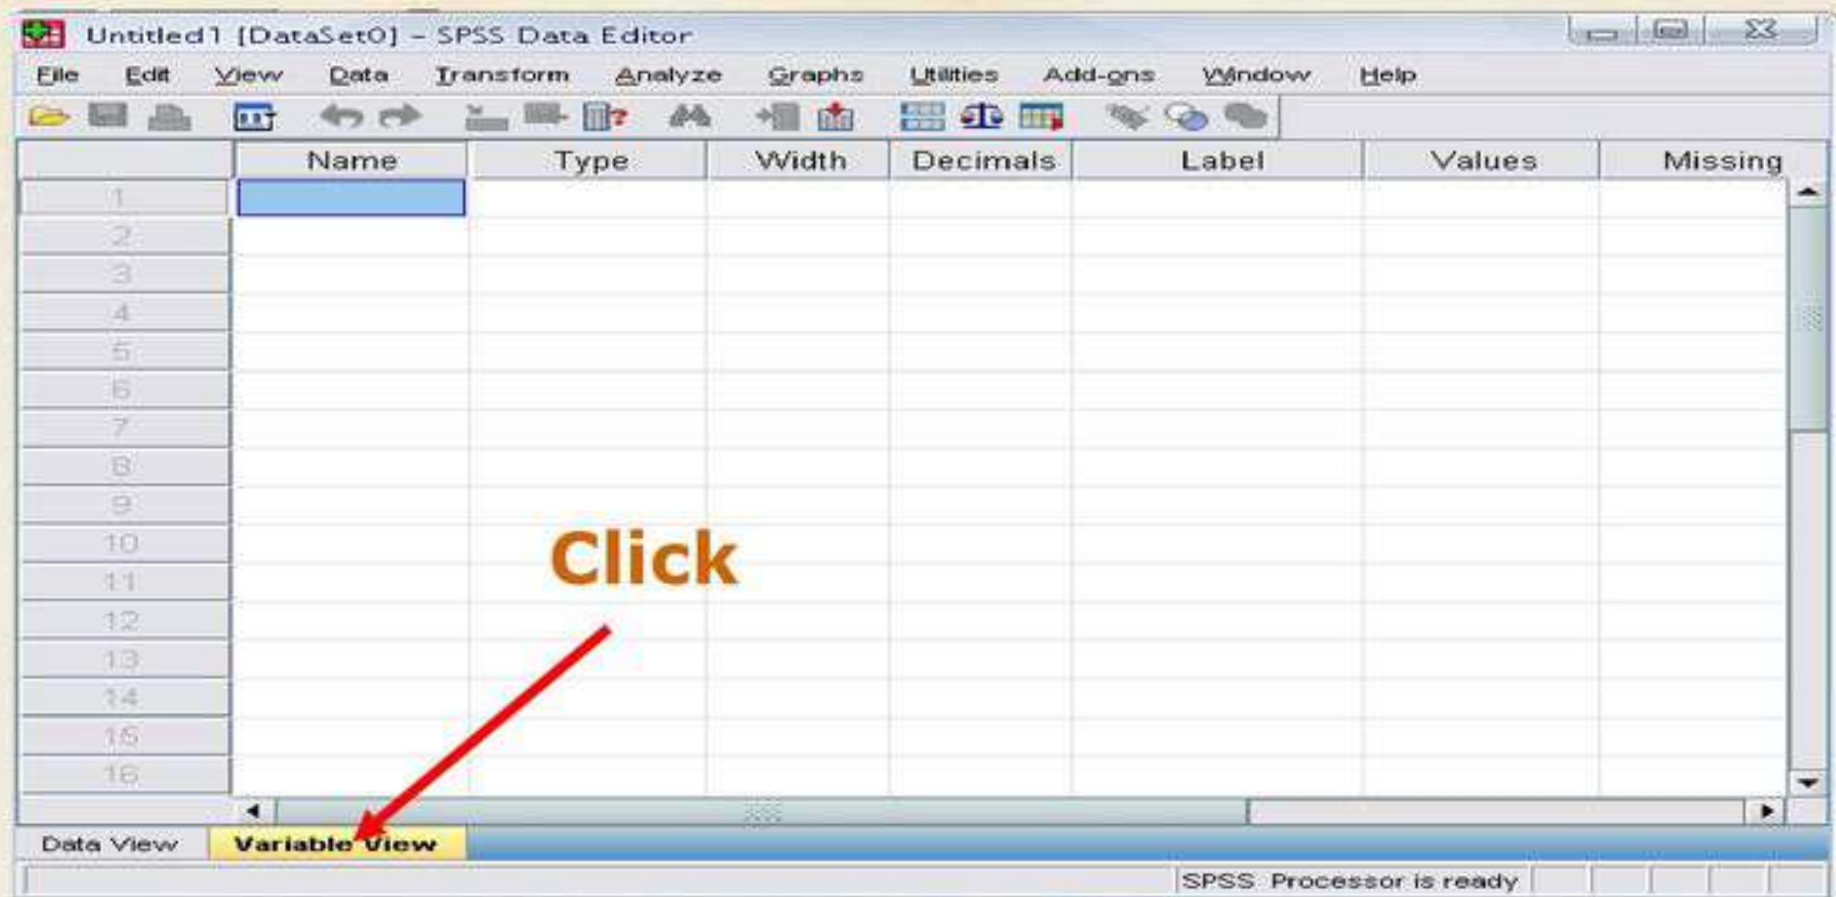 Untitled1 [DataSet0] - SPSS Data Editor
File Edit View Data Transform Analyze Graphs Utilities Add-ons Window Help
Name Type Width Decimals Label Values Missing
1
2
3
4
5
6
7
8
9
10
11
12
13
14
15
16
Click
Data View Variable View
SPSS Processor is ready